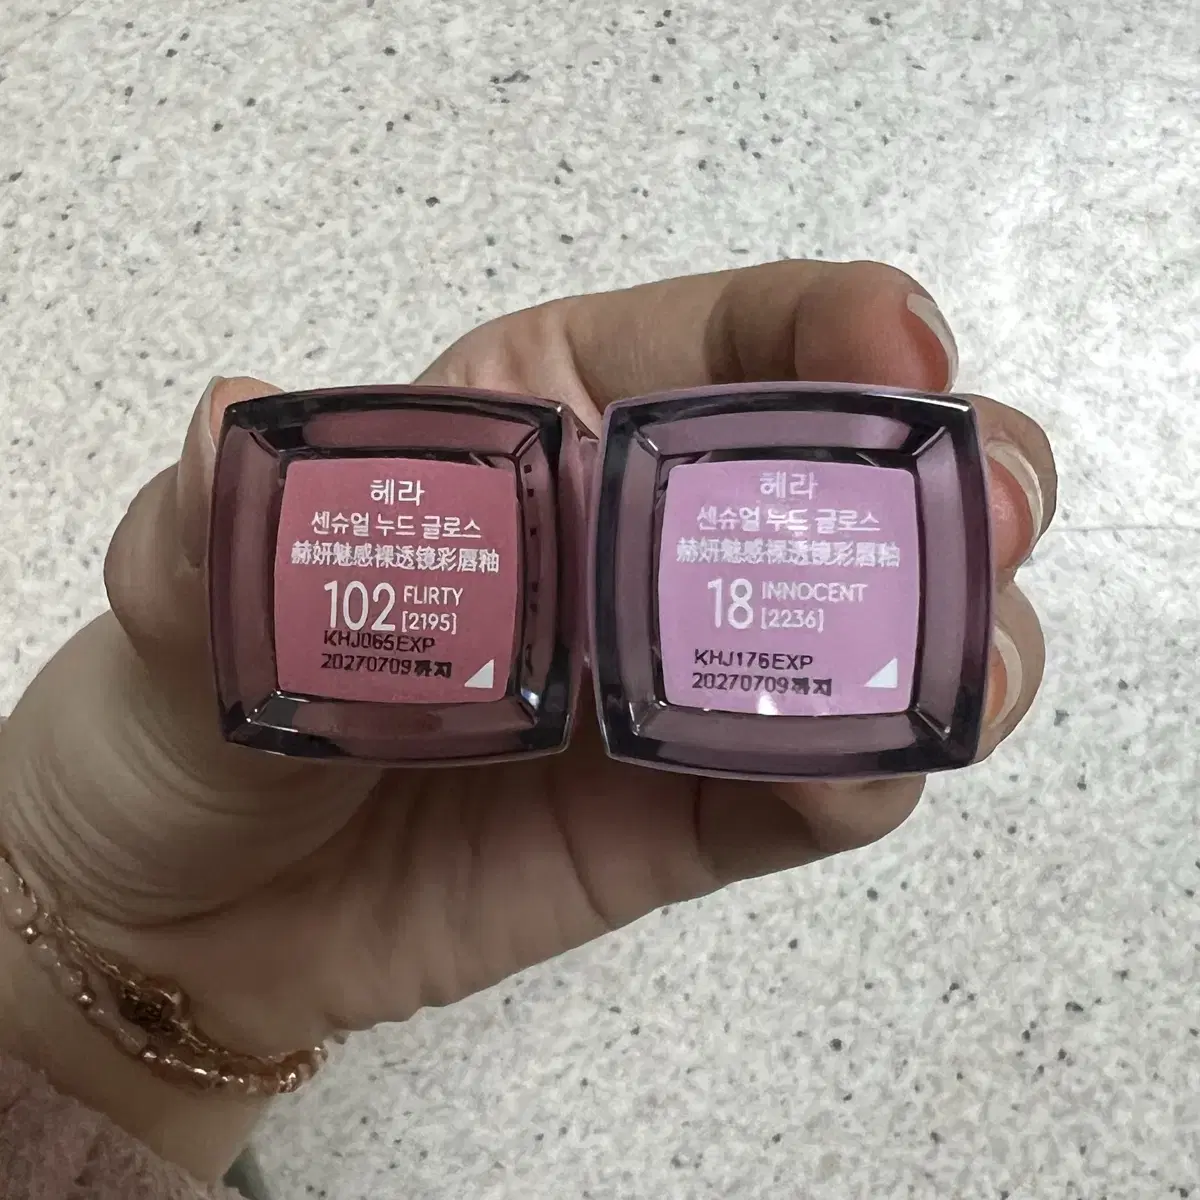 헤라
센슈얼 누드 글로스
赫妍魅感裸透镜彩唇釉
102 FLIRTY
[2195]
KHJ065EXP
20270709까지
헤라
센슈얼 누드 글로스
赫妍魅感裸透镜彩唇釉
18 INNOCENT
[2236]
KHJ176EXP
20270709까지